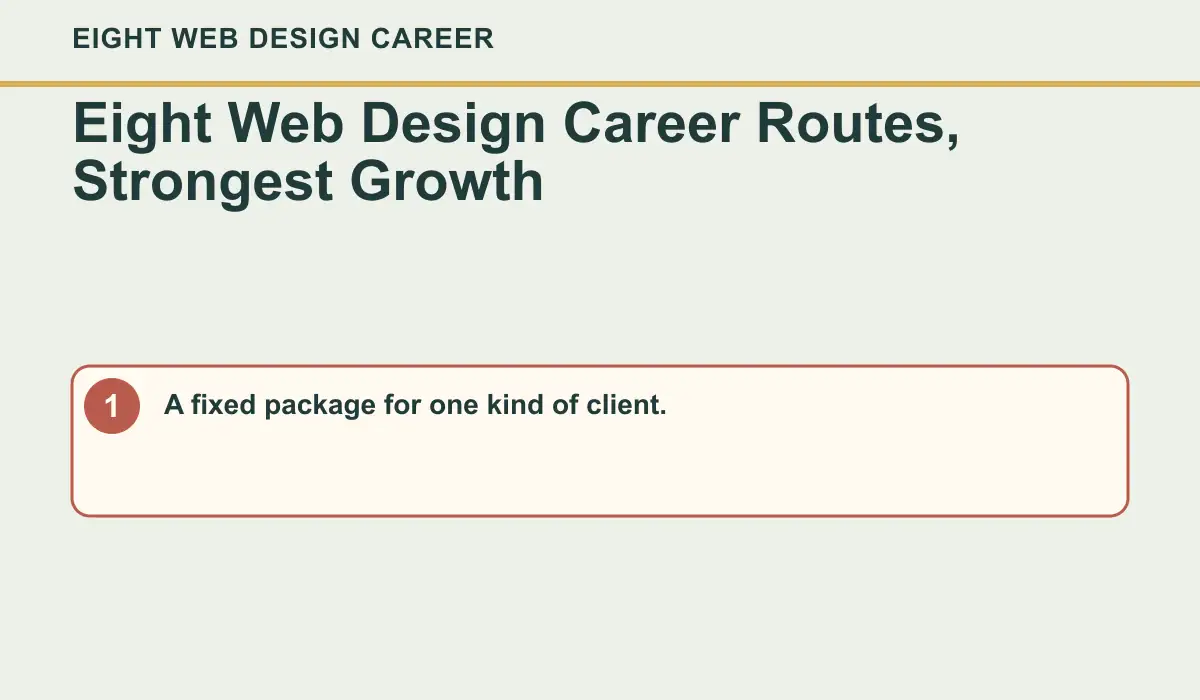 EIGHT WEB DESIGN CAREER
Eight Web Design Career Routes,
Strongest Growth
1
A fixed package for one kind of client.